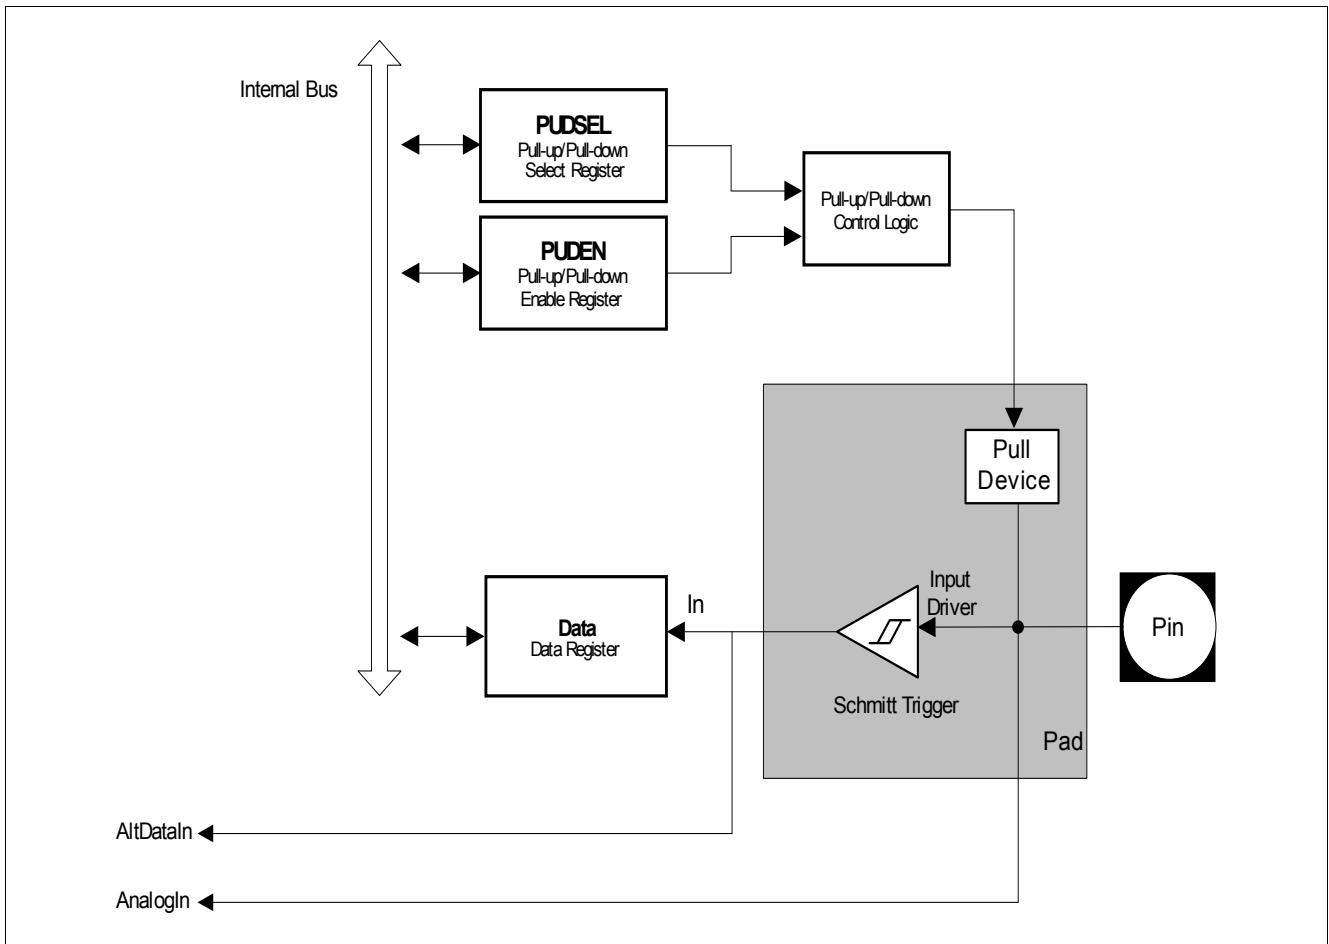 Internal Bus
PUDSEL
Pull-up/Pull-down
Select Register
Pull-up/Pull-down
Control Logic
PUDEN
Pull-up/Pull-down
Enable Register
Pull
Device
Data
Data Register
In
Input
Driver
Schmitt Trigger
Pin
Pad
AltDataIn
AnalogIn